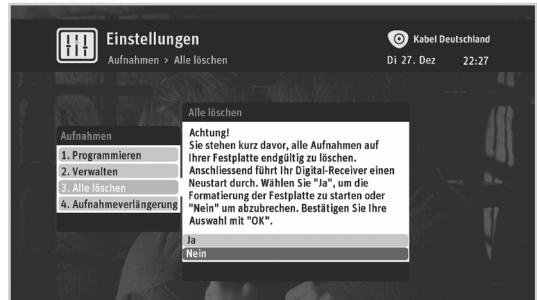 Einstellungen
Aufnahmen > Alle löschen
Kabel Deutschland
Di 27. Dez 22:27
Aufnahmen
1. Programmieren
2. Verwalten
3. Alle löschen
4. Aufnahmeverlängerung
Alle löschen
Achtung!
Sie stehen kurz davor, alle Aufnahmen auf
Ihrer Festplatte endgültig zu löschen.
Anschliessend führt Ihr Digital-Receiver einen
Neustart durch. Wählen Sie "Ja", um die
Formatierung der Festplatte zu starten oder
"Nein" um abzubrechen. Bestätigen Sie Ihre
Auswahl mit "OK".
Ja
Nein